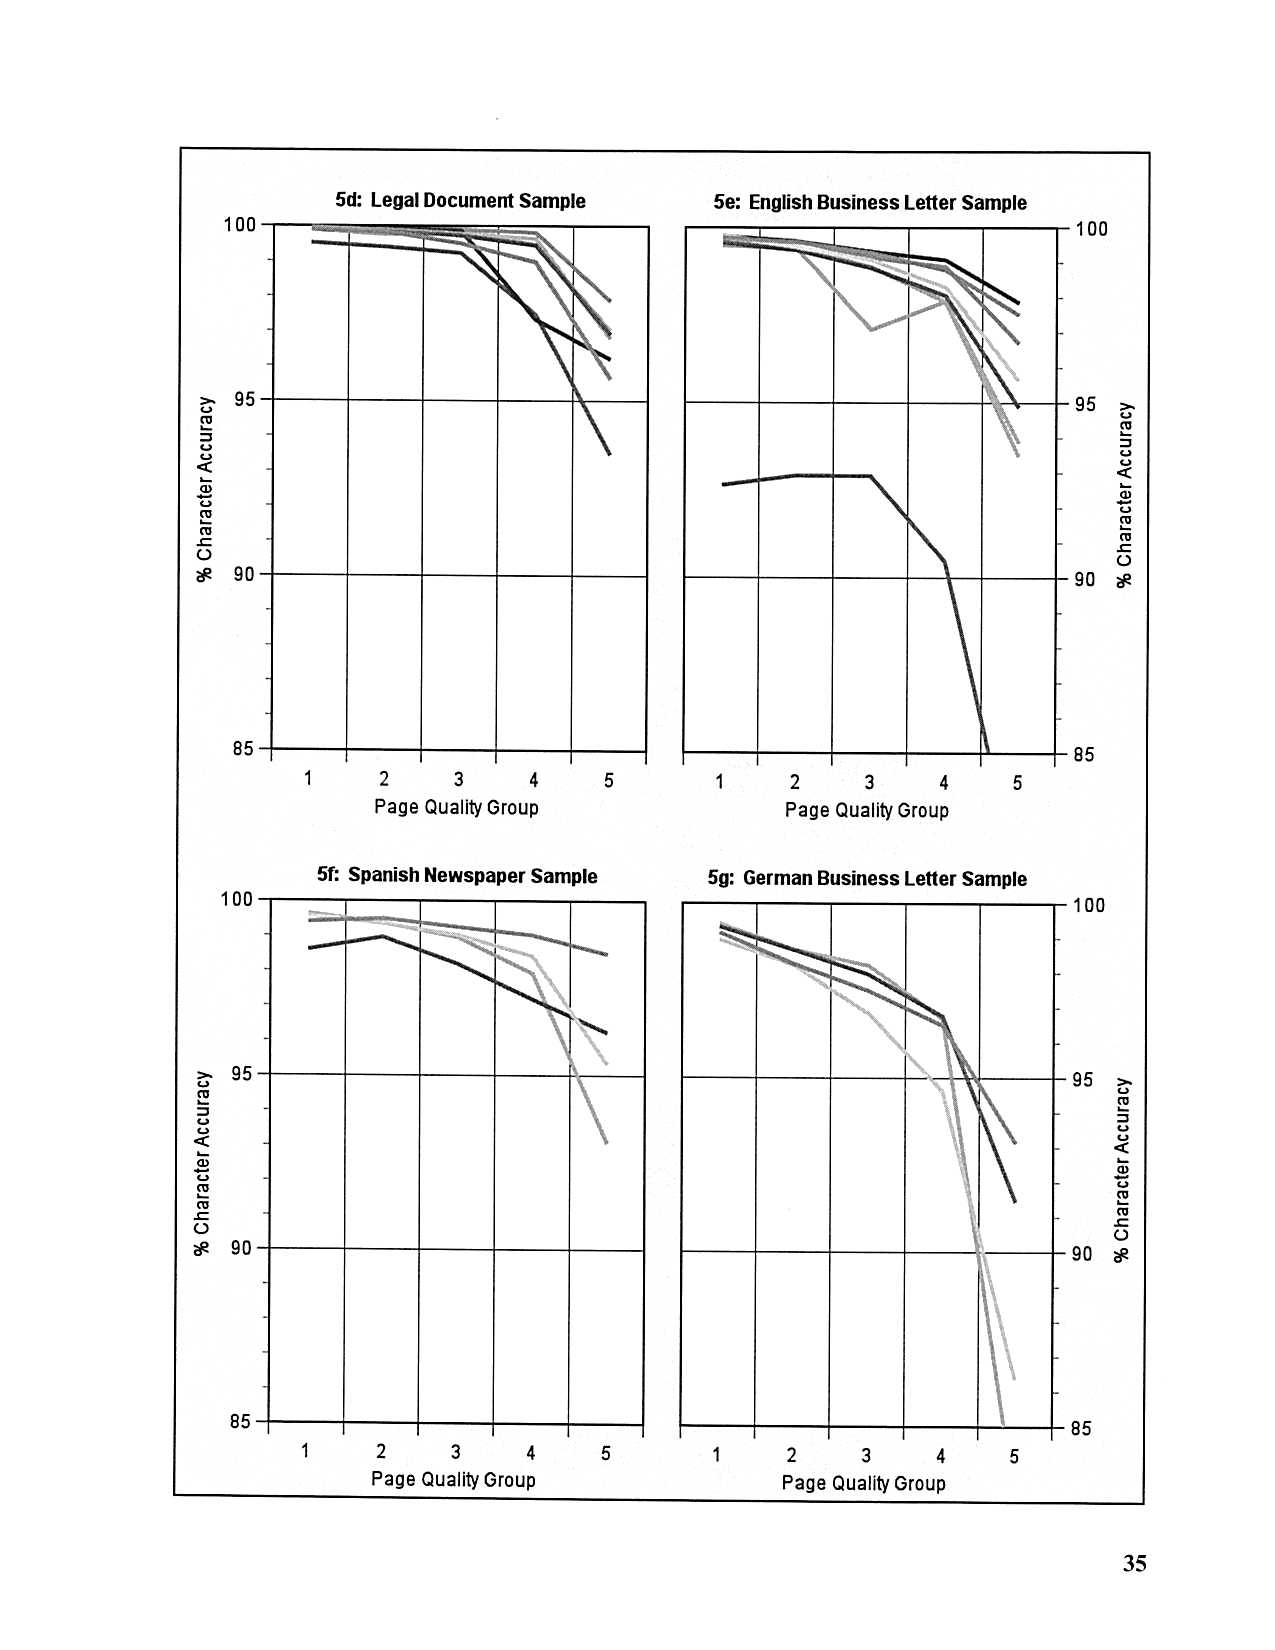 5d: Legal Document Sample
100
95
90
85
% Character Accuracy
1 2 3 4 5
Page Quality Group
5e: English Business Letter Sample
100
95
90
85
% Character Accuracy
1 2 3 4 5
Page Quality Group
5f: Spanish Newspaper Sample
100
95
90
85
% Character Accuracy
1 2 3 4 5
Page Quality Group
5g: German Business Letter Sample
100
95
90
85
% Character Accuracy
1 2 3 4 5
Page Quality Group
35